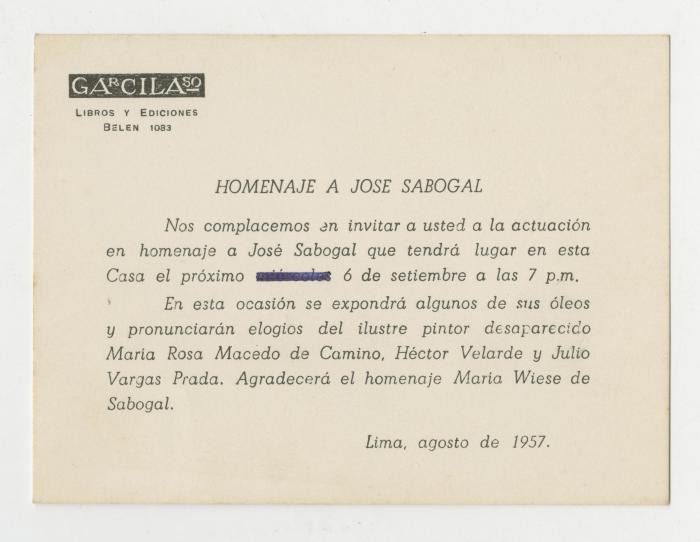 GARCILASO
LIBROS Y EDICIONES
BELEN 1083
HOMENAJE A JOSE SABOGAL
Nos complacemos en invitar a usted a la actuación
en homenaje a José Sabogal que tendrá lugar en esta
Casa el próximo miércoles 6 de setiembre a las 7 p.m.
En esta ocasión se expondrá algunos de sus óleos
y pronunciarán elogios del ilustre pintor desaparecido
María Rosa Macedo de Camino, Héctor Velarde y Julio
Vargas Prada. Agradecerá el homenaje María Wiese de
Sabogal.
Lima, agosto de 1957.